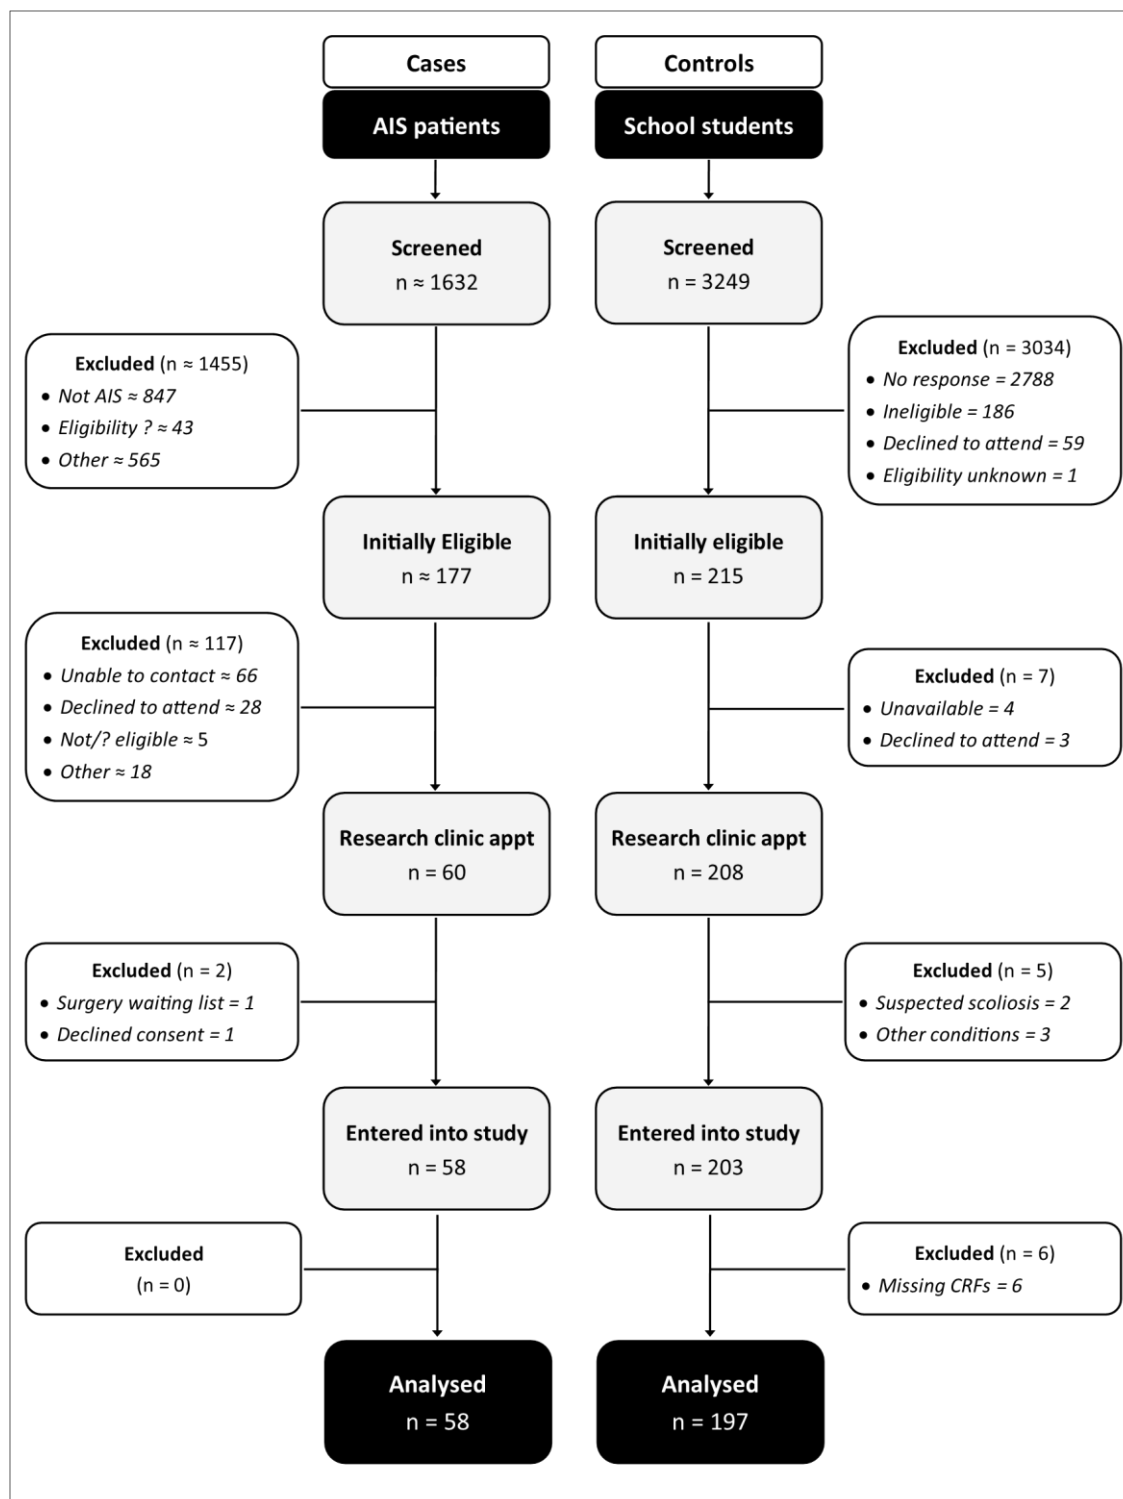 Cases
Controls
AIS patients
School students
Screened
n ≈ 1632
Screened
n = 3249
Excluded (n ≈ 1455)
• Not AIS ≈ 847
• Eligibility ? ≈ 43
• Other ≈ 565
Excluded (n = 3034)
• No response = 2788
• Ineligible = 186
• Declined to attend = 59
• Eligibility unknown = 1
Initially Eligible
n ≈ 177
Initially eligible
n = 215
Excluded (n ≈ 117)
• Unable to contact ≈ 66
• Declined to attend ≈ 28
• Not/? eligible ≈ 5
• Other ≈ 18
Excluded (n = 7)
• Unavailable = 4
• Declined to attend = 3
Research clinic appt
n = 60
Research clinic appt
n = 208
Excluded (n = 2)
• Surgery waiting list = 1
• Declined consent = 1
Excluded (n = 5)
• Suspected scoliosis = 2
• Other conditions = 3
Entered into study
n = 58
Entered into study
n = 203
Excluded
(n = 0)
Excluded (n = 6)
• Missing CRFs = 6
Analysed
n = 58
Analysed
n = 197